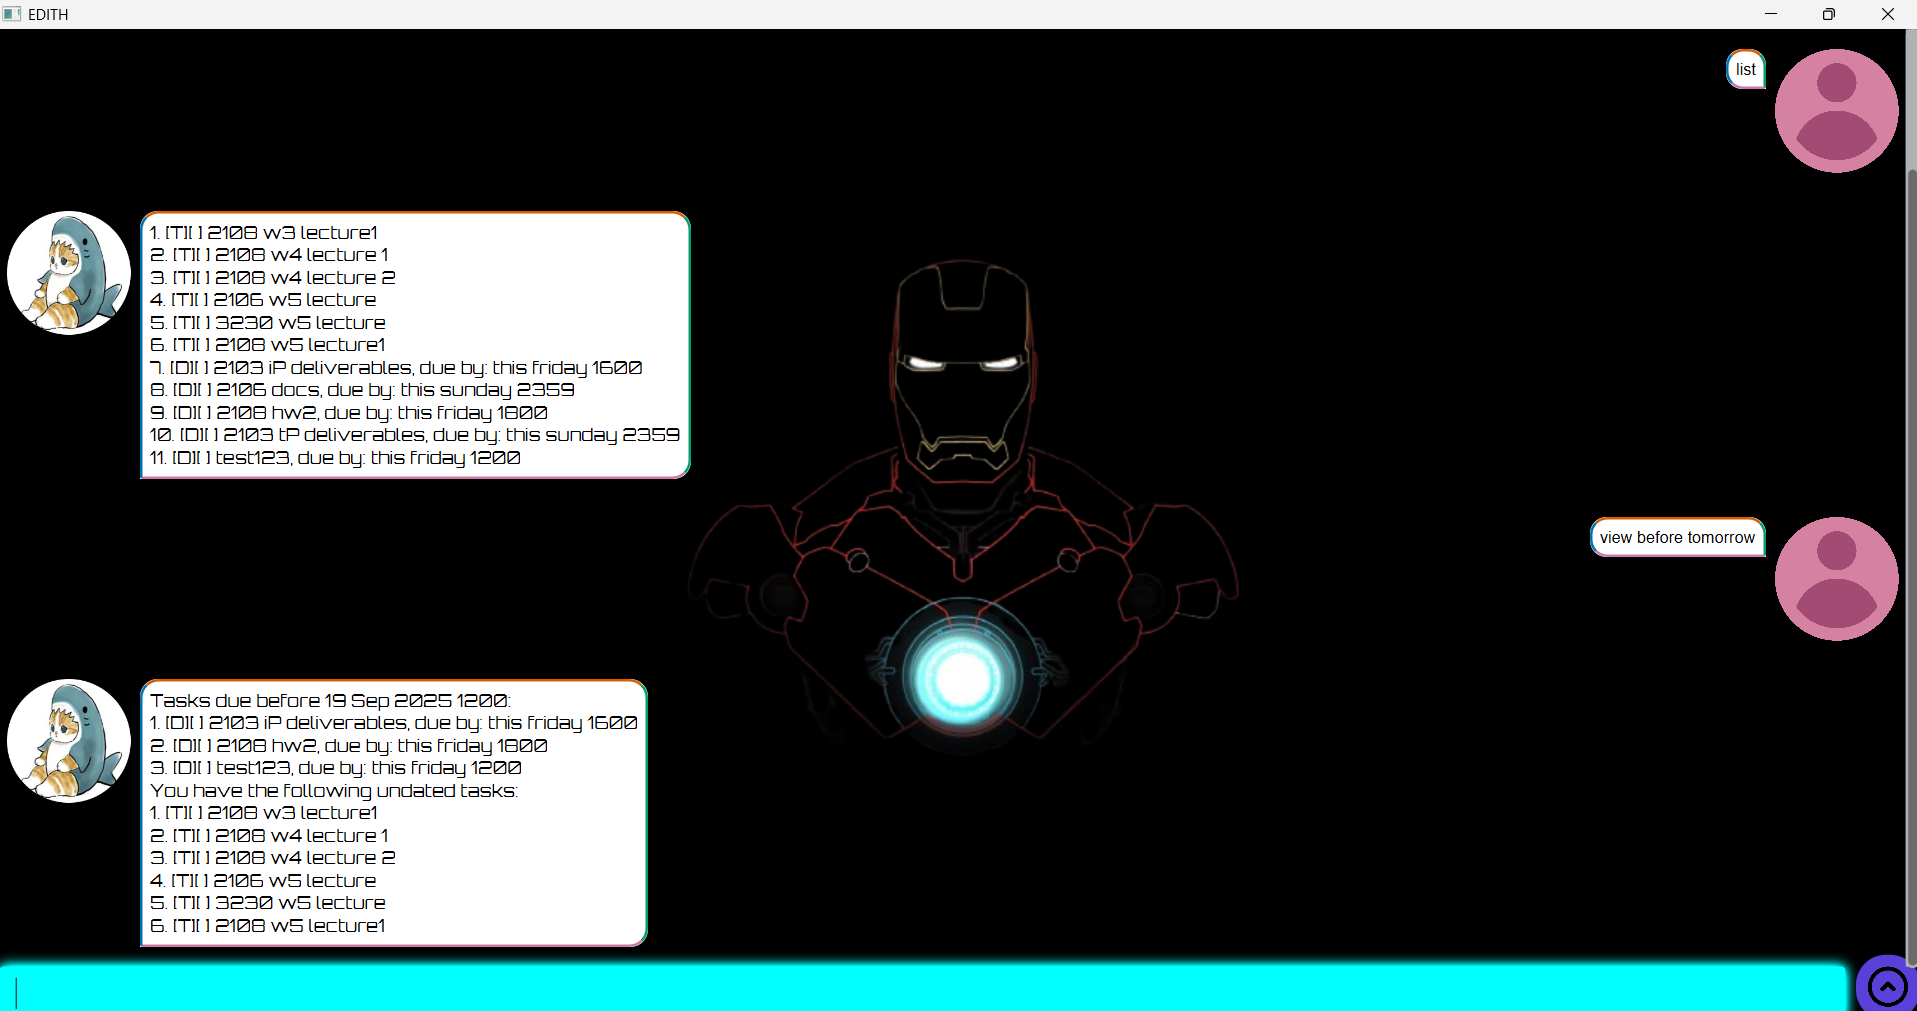 EDITH
list
1. [T][ ] 2108 w3 lecture1
2. [T][ ] 2108 w4 lecture 1
3. [T][ ] 2108 w4 lecture 2
4. [T][ ] 2106 w5 lecture
5. [T][ ] 3230 w5 lecture
6. [T][ ] 2108 w5 lecture1
7. [D][ ] 2103 iP deliverables, due by: this friday 1600
8. [D][ ] 2106 docs, due by: this sunday 2359
9. [D][ ] 2108 hw2, due by: this friday 1800
10. [D][ ] 2103 tP deliverables, due by: this sunday 2359
11. [D][ ] test123, due by: this friday 1200
view before tomorrow
Tasks due before 19 Sep 2025 1200:
1. [D][ ] 2103 iP deliverables, due by: this friday 1600
2. [D][ ] 2108 hw2, due by: this friday 1800
3. [D][ ] test123, due by: this friday 1200
You have the following undated tasks:
1. [T][ ] 2108 w3 lecture1
2. [T][ ] 2108 w4 lecture 1
3. [T][ ] 2108 w4 lecture 2
4. [T][ ] 2106 w5 lecture
5. [T][ ] 3230 w5 lecture
6. [T][ ] 2108 w5 lecture1